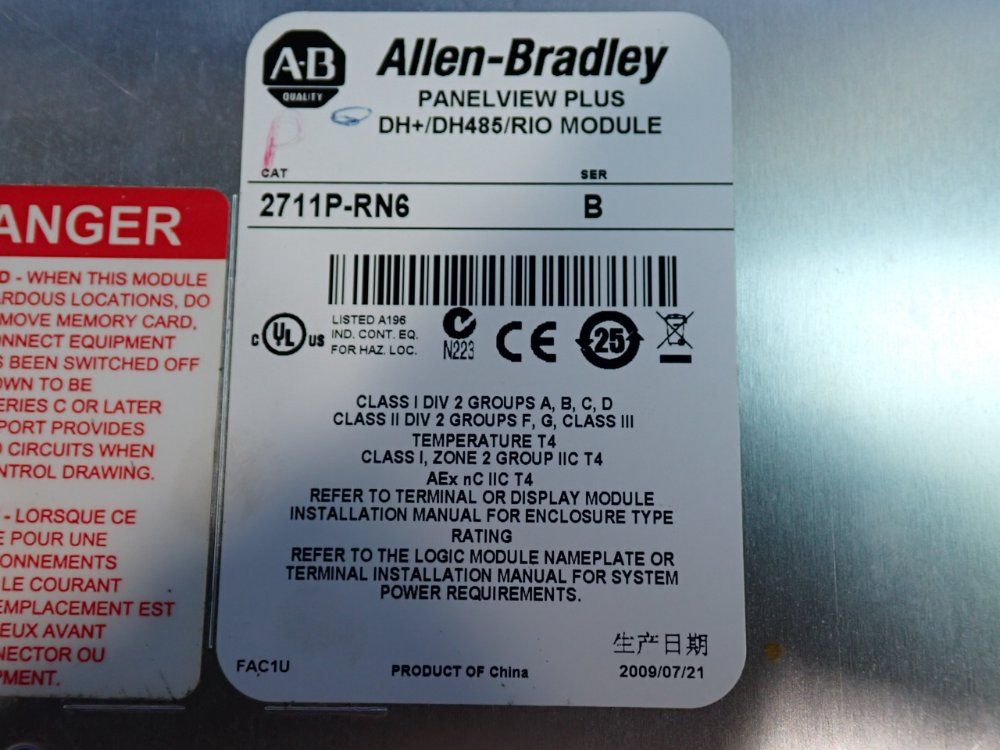 A-B
QUALITY
Allen-Bradley
PANELVIEW PLUS
DH+/DH485/RIO MODULE
CAT
SER
2711P-RN6
B
C UL US
LISTED A196
IND. CONT. EQ.
FOR HAZ. LOC.
N223
CE
25
CLASS I DIV 2 GROUPS A, B, C, D
CLASS II DIV 2 GROUPS F, G, CLASS III
TEMPERATURE T4
CLASS I, ZONE 2 GROUP IIC T4
AEx nC IIC T4
REFER TO TERMINAL OR DISPLAY MODULE
INSTALLATION MANUAL FOR ENCLOSURE TYPE
RATING
REFER TO THE LOGIC MODULE NAMEPLATE OR
TERMINAL INSTALLATION MANUAL FOR SYSTEM
POWER REQUIREMENTS.
生产日期
FAC1U
PRODUCT OF China
2009/07/21
ANGER
D - WHEN THIS MODULE
ARDOUS LOCATIONS, DO
MOVE MEMORY CARD,
ONNECT EQUIPMENT
S BEEN SWITCHED OFF
OWN TO BE
ERIES C OR LATER
PORT PROVIDES
D CIRCUITS WHEN
NTROL DRAWING.
- LORSQUE CE
E POUR UNE
ONNEMENTS
LE COURANT
EMPLACEMENT EST
EUX AVANT
NECTOR OU
PMENT.